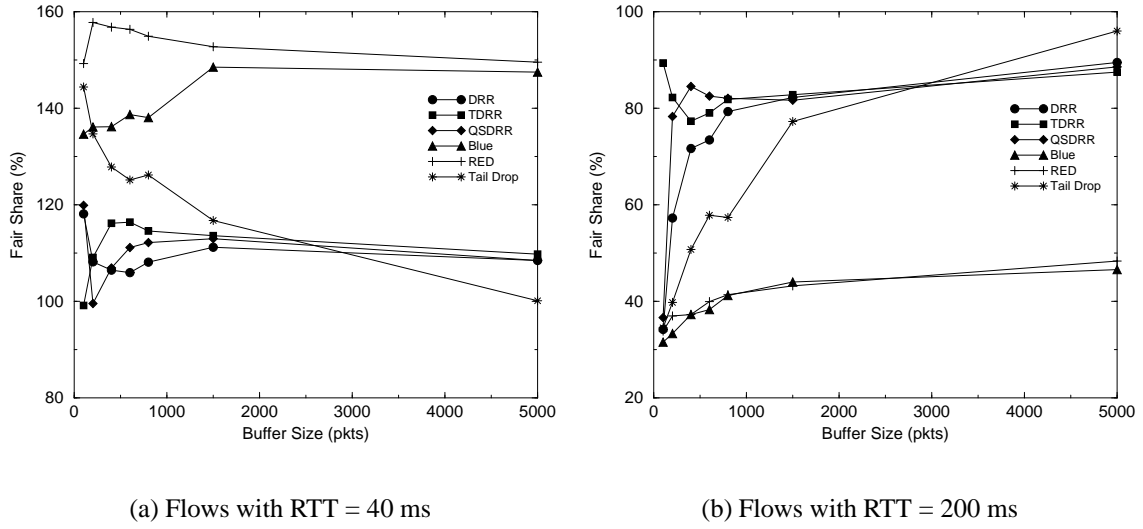 160
140
120
100
80
Fair Share (%)
0
1000
2000
3000
4000
5000
Buffer Size (pkts)
DRR
TDRR
QSDRR
Blue
RED
Tail Drop
(a) Flows with RTT = 40 ms
100
80
60
40
20
Fair Share (%)
0
1000
2000
3000
4000
5000
Buffer Size (pkts)
DRR
TDRR
QSDRR
Blue
RED
Tail Drop
(b) Flows with RTT = 200 ms